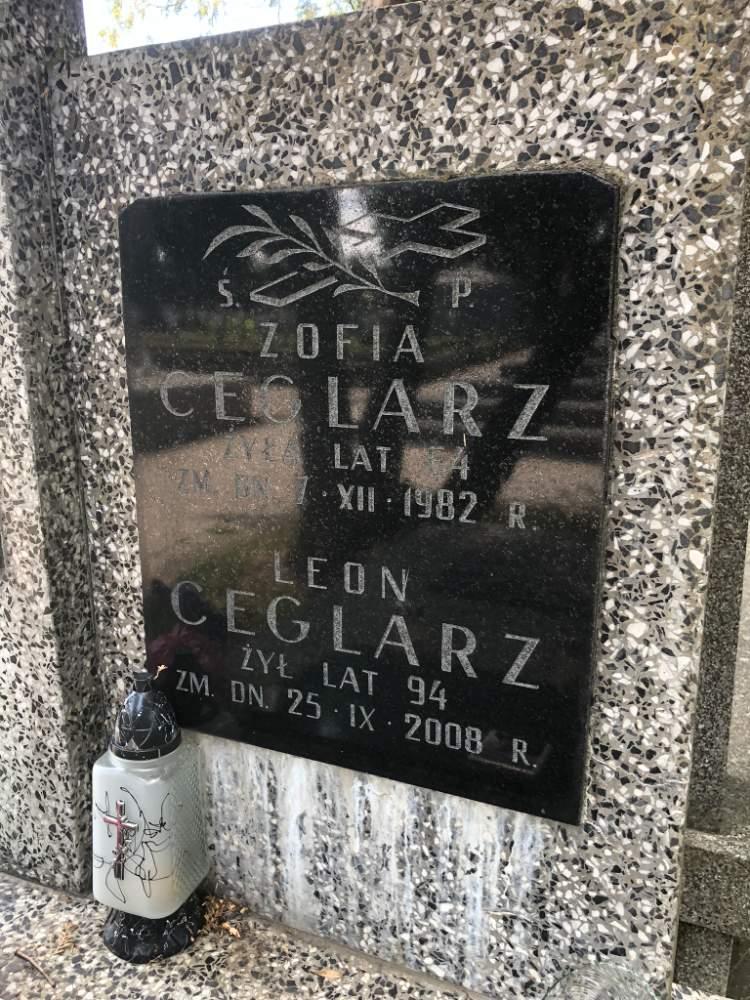 Ś. P.
ZOFIA
CEGLARZ
ŻYŁA LAT
ZM. DN. 7·XII·1982 R.
LEON
CEGLARZ
ŻYŁ LAT 94
ZM. DN. 25·IX·2008 R.